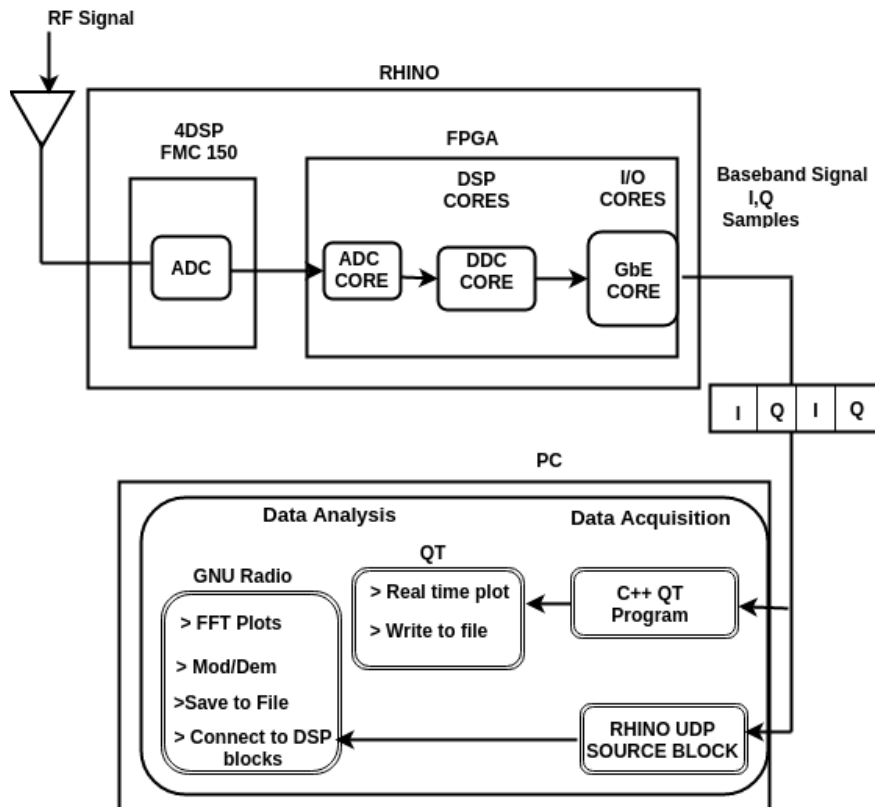 RF Signal
RHINO
4DSP
FMC 150
FPGA
DSP
CORES
I/O
CORES
Baseband Signal
I,Q
Samples
ADC
ADC
CORE
DDC
CORE
GbE
CORE
I Q I Q
PC
Data Analysis
Data Acquisition
QT
GNU Radio
> Real time plot
> Write to file
C++ QT
Program
> FFT Plots
> Mod/Dem
>Save to File
> Connect to DSP
blocks
RHINO UDP
SOURCE BLOCK